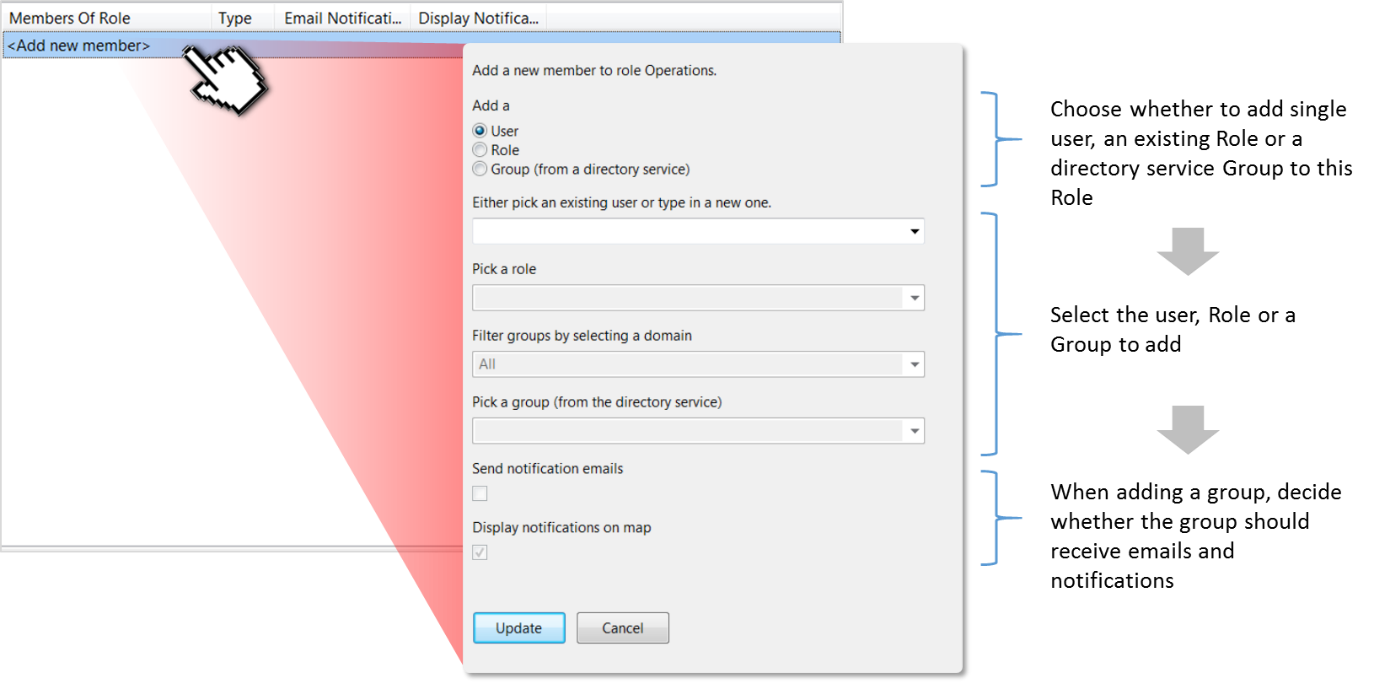 Members Of Role Type Email Notificati... Display Notifica...
<Add new member>
Add a new member to role Operations.
Add a
User
Role
Group (from a directory service)
Either pick an existing user or type in a new one.
Pick a role
Filter groups by selecting a domain
All
Pick a group (from the directory service)
Send notification emails
Display notifications on map
Update Cancel
Choose whether to add single
user, an existing Role or a
directory service Group to this
Role
Select the user, Role or a
Group to add
When adding a group, decide
whether the group should
receive emails and
notifications